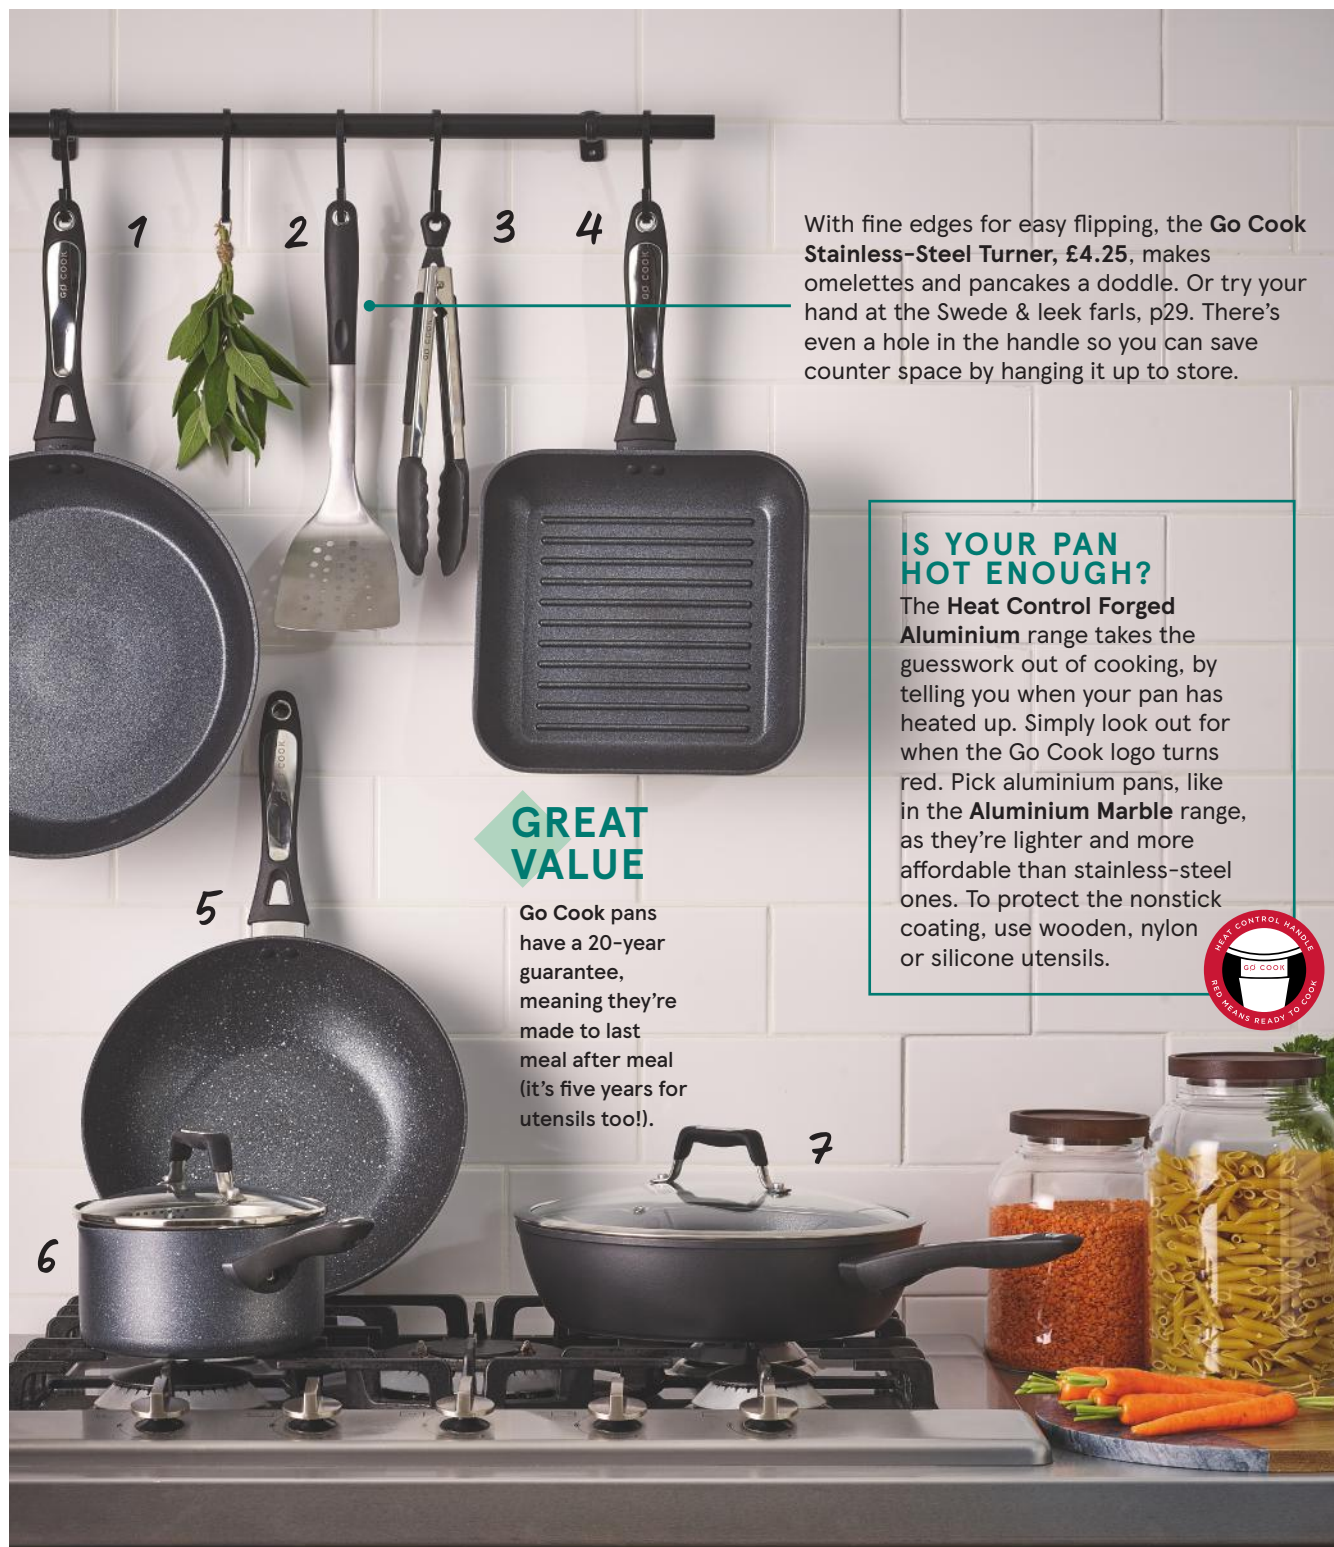 1
2
3
4
GO COOK
GO COOK
GO COOK
With fine edges for easy flipping, the Go Cook
Stainless-Steel Turner, £4.25, makes
omelettes and pancakes a doddle. Or try your
hand at the Swede & leek farls, p29. There’s
even a hole in the handle so you can save
counter space by hanging it up to store.
IS YOUR PAN
HOT ENOUGH?
The Heat Control Forged
Aluminium range takes the
guesswork out of cooking, by
telling you when your pan has
heated up. Simply look out for
when the Go Cook logo turns
red. Pick aluminium pans, like
in the Aluminium Marble range,
as they’re lighter and more
affordable than stainless-steel
ones. To protect the nonstick
coating, use wooden, nylon
or silicone utensils.
HEAT CONTROL HANDLE
GO COOK
RED MEANS READY TO COOK
GO COOK
5
GREAT
VALUE
Go Cook pans
have a 20-year
guarantee,
meaning they’re
made to last
meal after meal
(it’s five years for
utensils too!).
6
7